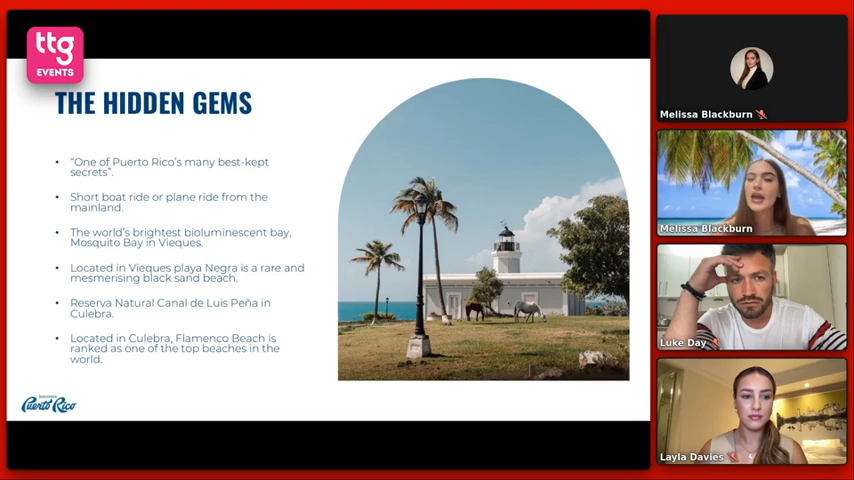 ttg
EVENTS
THE HIDDEN GEMS
• “One of Puerto Rico’s many best-kept
secrets”.
• Short boat ride or plane ride from the
mainland.
• The world’s brightest bioluminescent bay,
Mosquito Bay in Vieques.
• Located in Vieques playa Negra is a rare and
mesmerising black sand beach.
• Reserva Natural Canal de Luis Peña in
Culebra.
• Located in Culebra, Flamenco Beach is
ranked as one of the top beaches in the
world.
DISCOVER
Puerto Rico
Melissa Blackburn
Melissa Blackburn
Luke Day
Layla Davies